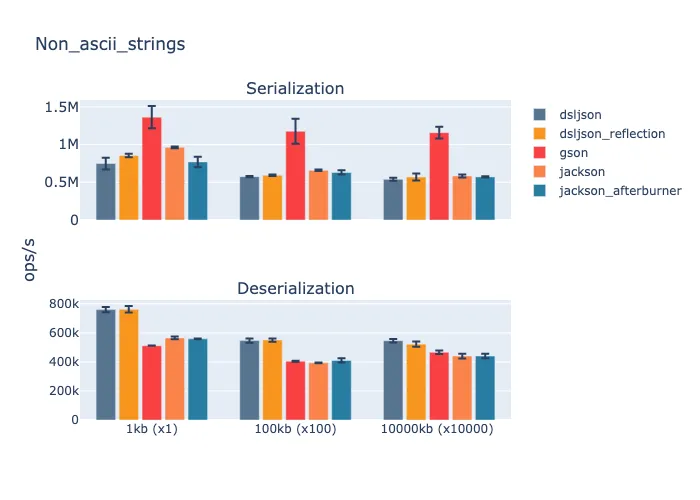 Non_ascii_strings
Serialization
1.5M
1M
0.5M
0
dsljson
dsljson_reflection
gson
jackson
jackson_afterburner
ops/s
Deserialization
800k
600k
400k
200k
0
1kb (x1)
100kb (x100)
10000kb (x10000)